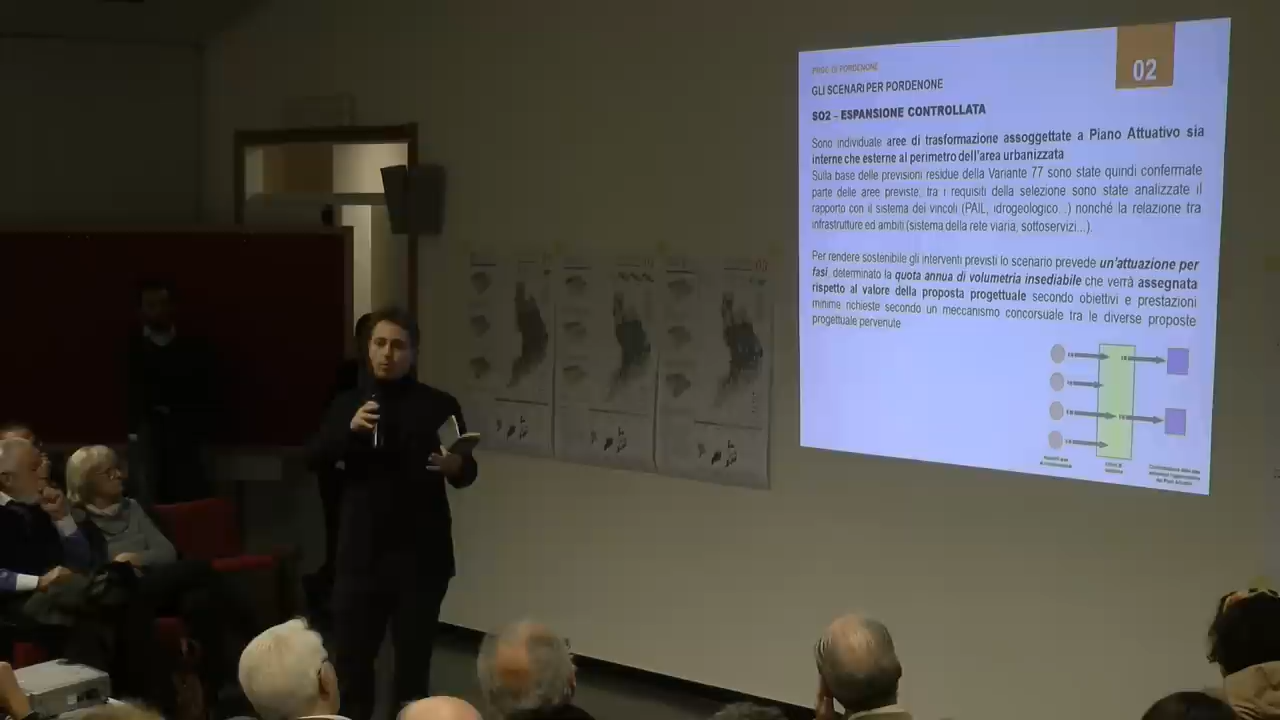 PRGC DI PORDENONE
02
GLI SCENARI PER PORDENONE
SO2 - ESPANSIONE CONTROLLATA
Sono individuate aree di trasformazione assoggettate a Piano Attuativo sia
interne che esterne al perimetro dell'area urbanizzata
Sulla base delle previsioni residue della Variante 77 sono state quindi confermate
parte delle aree previste, tra i requisiti della selezione sono state analizzate il
rapporto con il sistema dei vincoli (PAIL, idrogeologico...) nonché la relazione tra
infrastrutture ed ambiti (sistema della rete viaria, sottoservizi...).
Per rendere sostenibile gli interventi previsti lo scenario prevede un'attuazione per
fasi, determinato la quota annua di volumetria insediabile che verrà assegnata
rispetto al valore della proposta progettuale secondo obiettivi e prestazioni
minime richieste secondo un meccanismo concorsuale tra le diverse proposte
progettuale pervenute